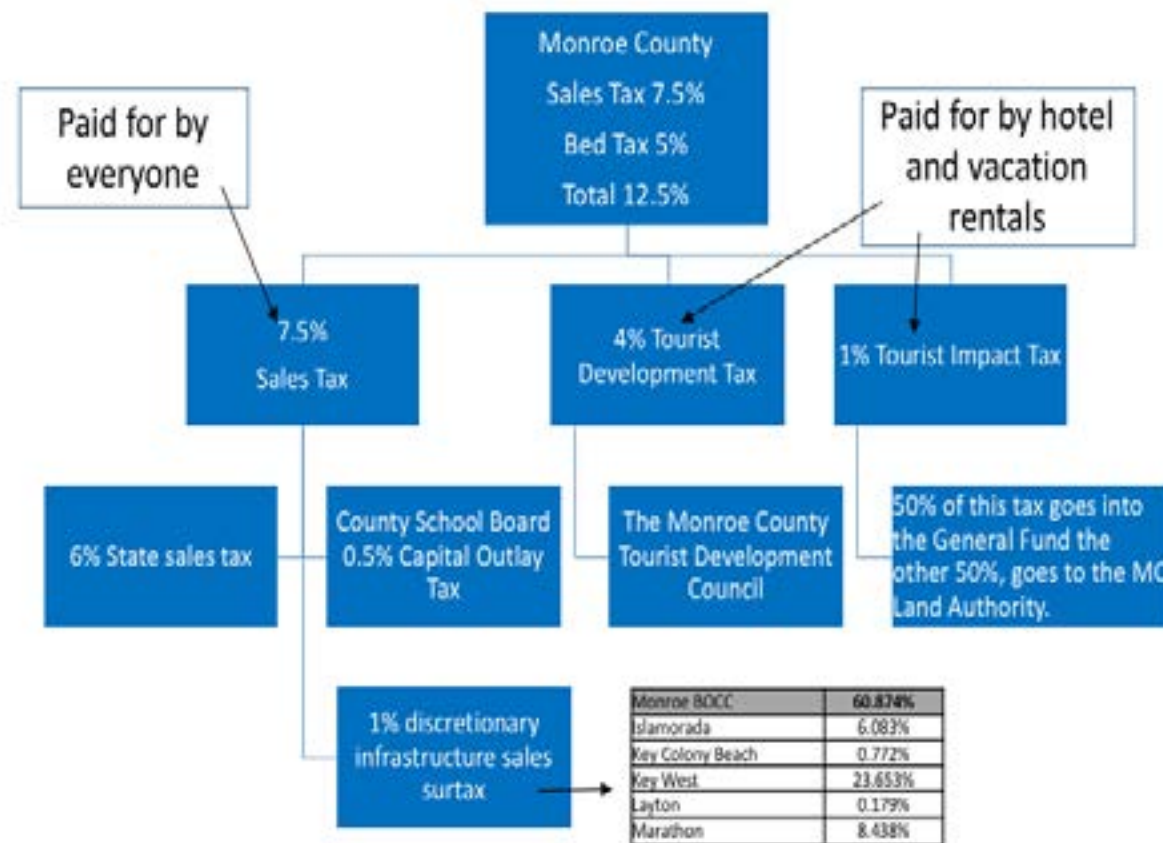 Monroe County
Sales Tax 7.5%
Bed Tax 5%
Total 12.5%
Paid for by
everyone
Paid for by hotel
and vacation
rentals
7.5%
Sales Tax
4% Tourist
Development Tax
1% Tourist Impact Tax
6% State sales tax
County School Board
0.5% Capital Outlay
Tax
The Monroe County
Tourist Development
Council
50% of this tax goes into
the General Fund the
other 50%, goes to the MC
Land Authority.
1% discretionary
infrastructure sales
surtax
Monroe BOCC 60.874%
Islamorada 6.083%
Key Colony Beach 0.772%
Key West 23.653%
Layton 0.179%
Marathon 8.438%